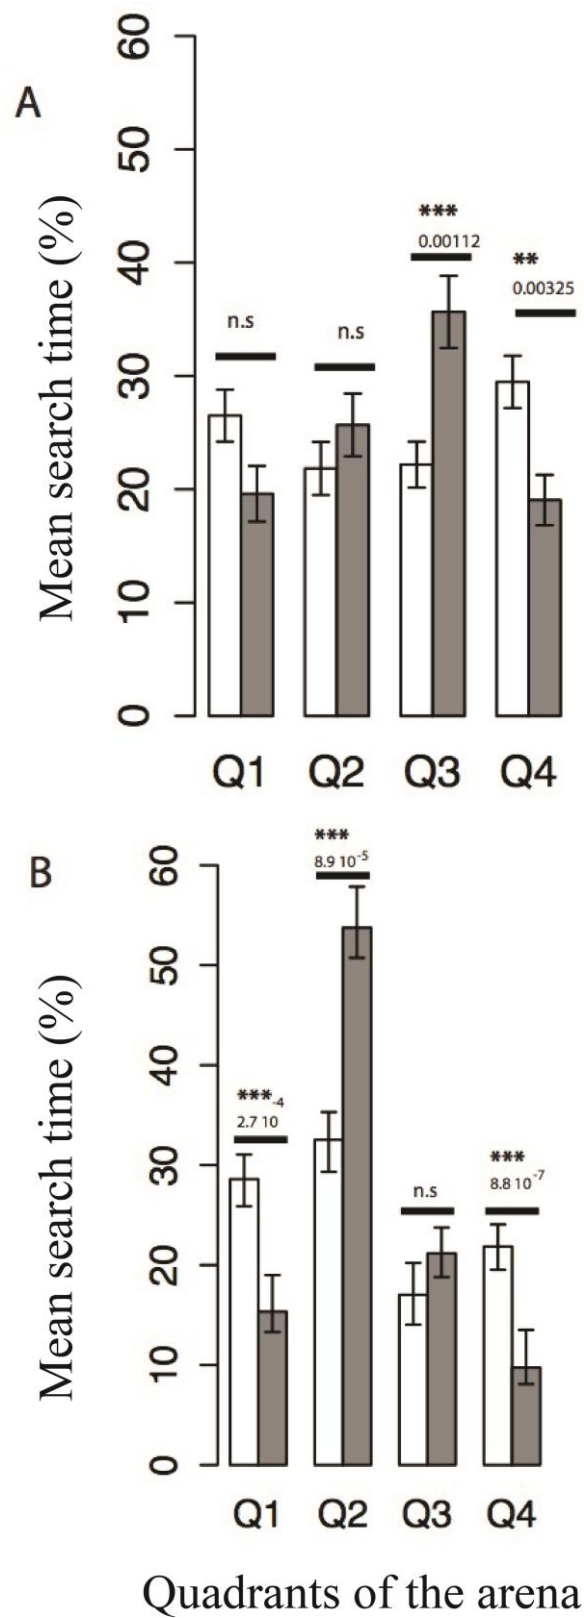 A
Mean search time (%)
60
50
40
30
20
10
0
n.s
n.s
***
0.00112
**
0.00325
Q1 Q2 Q3 Q4
B
Mean search time (%)
60
50
40
30
20
10
0
***
2.7 10-4
***
8.9 10-5
n.s
***
8.8 10-7
Q1 Q2 Q3 Q4
Quadrants of the arena